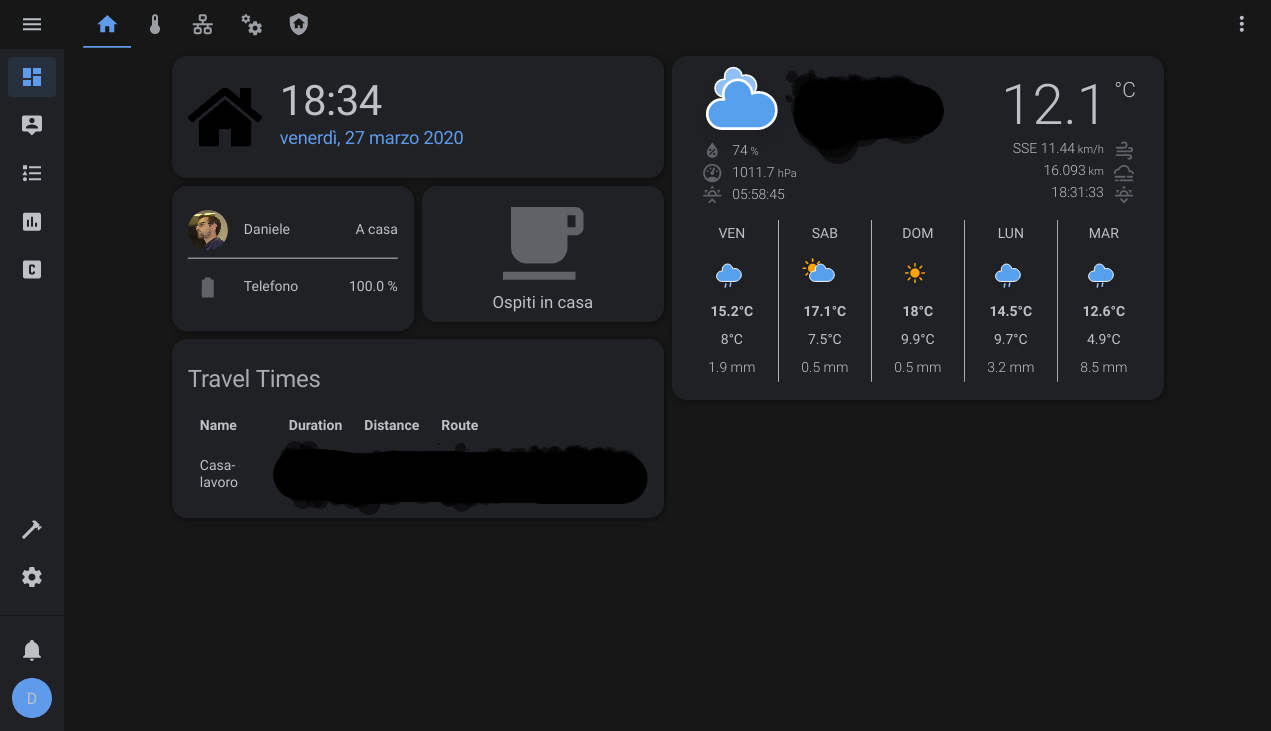 18:34
venerdì, 27 marzo 2020
Daniele A casa
Telefono 100.0 %
Ospiti in casa
Travel Times
Name Duration Distance Route
Casa-
lavoro
12.1 °C
74 % SSE 11.44 km/h
1011.7 hPa 16.093 km
05:58:45 18:31:33
VEN SAB DOM LUN MAR
15.2°C 17.1°C 18°C 14.5°C 12.6°C
8°C 7.5°C 9.9°C 9.7°C 4.9°C
1.9 mm 0.5 mm 0.5 mm 3.2 mm 8.5 mm
C
D